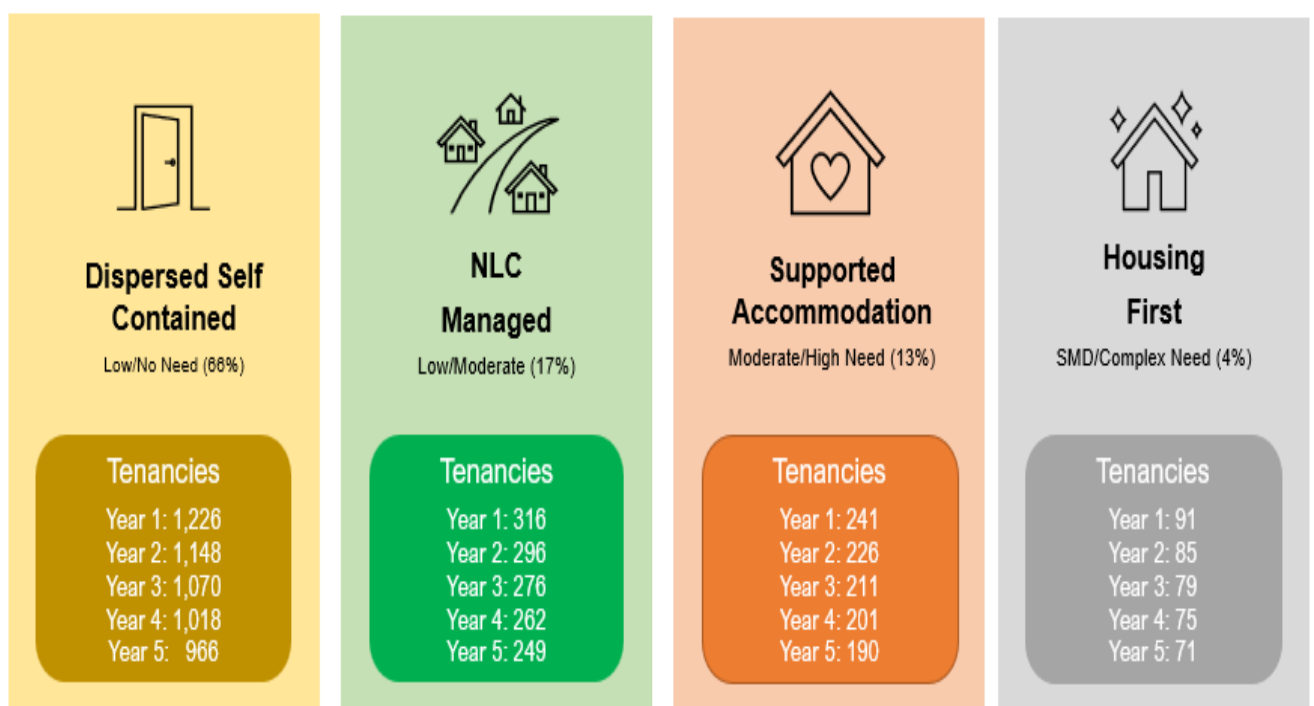 Dispersed Self
Contained
Low/No Need (66%)
Tenancies
Year 1: 1,226
Year 2: 1,148
Year 3: 1,070
Year 4: 1,018
Year 5: 966
NLC
Managed
Low/Moderate (17%)
Tenancies
Year 1: 316
Year 2: 296
Year 3: 276
Year 4: 262
Year 5: 249
Supported
Accommodation
Moderate/High Need (13%)
Tenancies
Year 1: 241
Year 2: 226
Year 3: 211
Year 4: 201
Year 5: 190
Housing
First
SMD/Complex Need (4%)
Tenancies
Year 1: 91
Year 2: 85
Year 3: 79
Year 4: 75
Year 5: 71